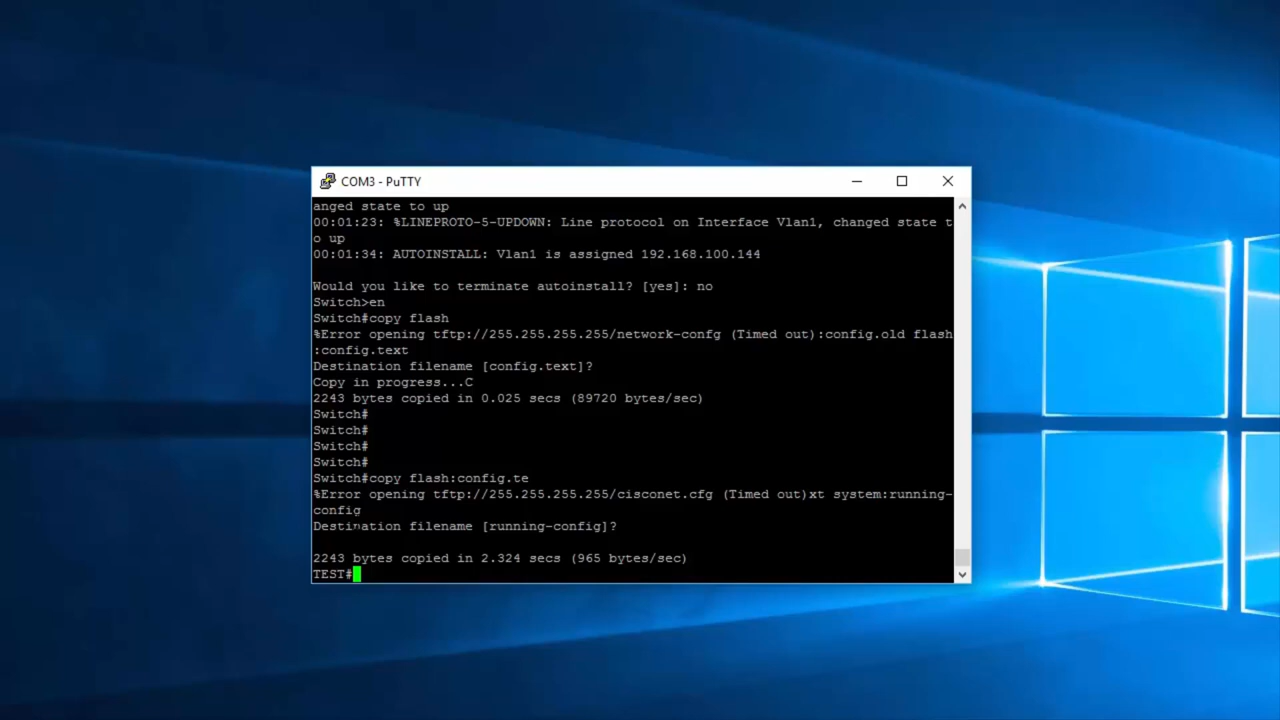 COM3 - PuTTY
anged state to up
00:01:23: %LINEPROTO-5-UPDOWN: Line protocol on Interface Vlan1, changed state t
o up
00:01:34: AUTOINSTALL: Vlan1 is assigned 192.168.100.144
Would you like to terminate autoinstall? [yes]: no
Switch>en
Switch#copy flash
%Error opening tftp://255.255.255.255/network-confg (Timed out):config.old flash
:config.text
Destination filename [config.text]?
Copy in progress...C
2243 bytes copied in 0.025 secs (89720 bytes/sec)
Switch#
Switch#
Switch#
Switch#
Switch#copy flash:config.te
%Error opening tftp://255.255.255.255/cisconet.cfg (Timed out)xt system:running-
config
Destination filename [running-config]?
2243 bytes copied in 2.324 secs (965 bytes/sec)
TEST#